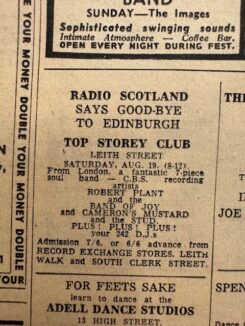 BAND
SUNDAY—The Images
Sophisticated swinging sounds
Intimate Atmosphere — Coffee Bar.
OPEN EVERY NIGHT DURING FEST.
RADIO SCOTLAND
SAYS GOOD-BYE
TO EDINBURGH
TOP STOREY CLUB
LEITH STREET
SATURDAY, AUG. 19. (8-12)
From London, a fantastic 7-piece
soul band — C.B.S. recording
artists
ROBERT PLANT
and the
BAND OF JOY
and CAMERON'S MUSTARD
and the STUD.
PLUS! PLUS! PLUS!
your 242 D.J.s
Admission 7/6, or 6/6 advance from
RECORD EXCHANGE STORES, LEITH
WALK and SOUTH CLERK STREET.
FOR FEETS SAKE
learn to dance at the
ADELL DANCE STUDIOS
13 HIGH STREET,
E YOUR MONEY DOUBLE YOUR MONEY DOUBLE
TOUR
TH
THE
JOE
SPEN